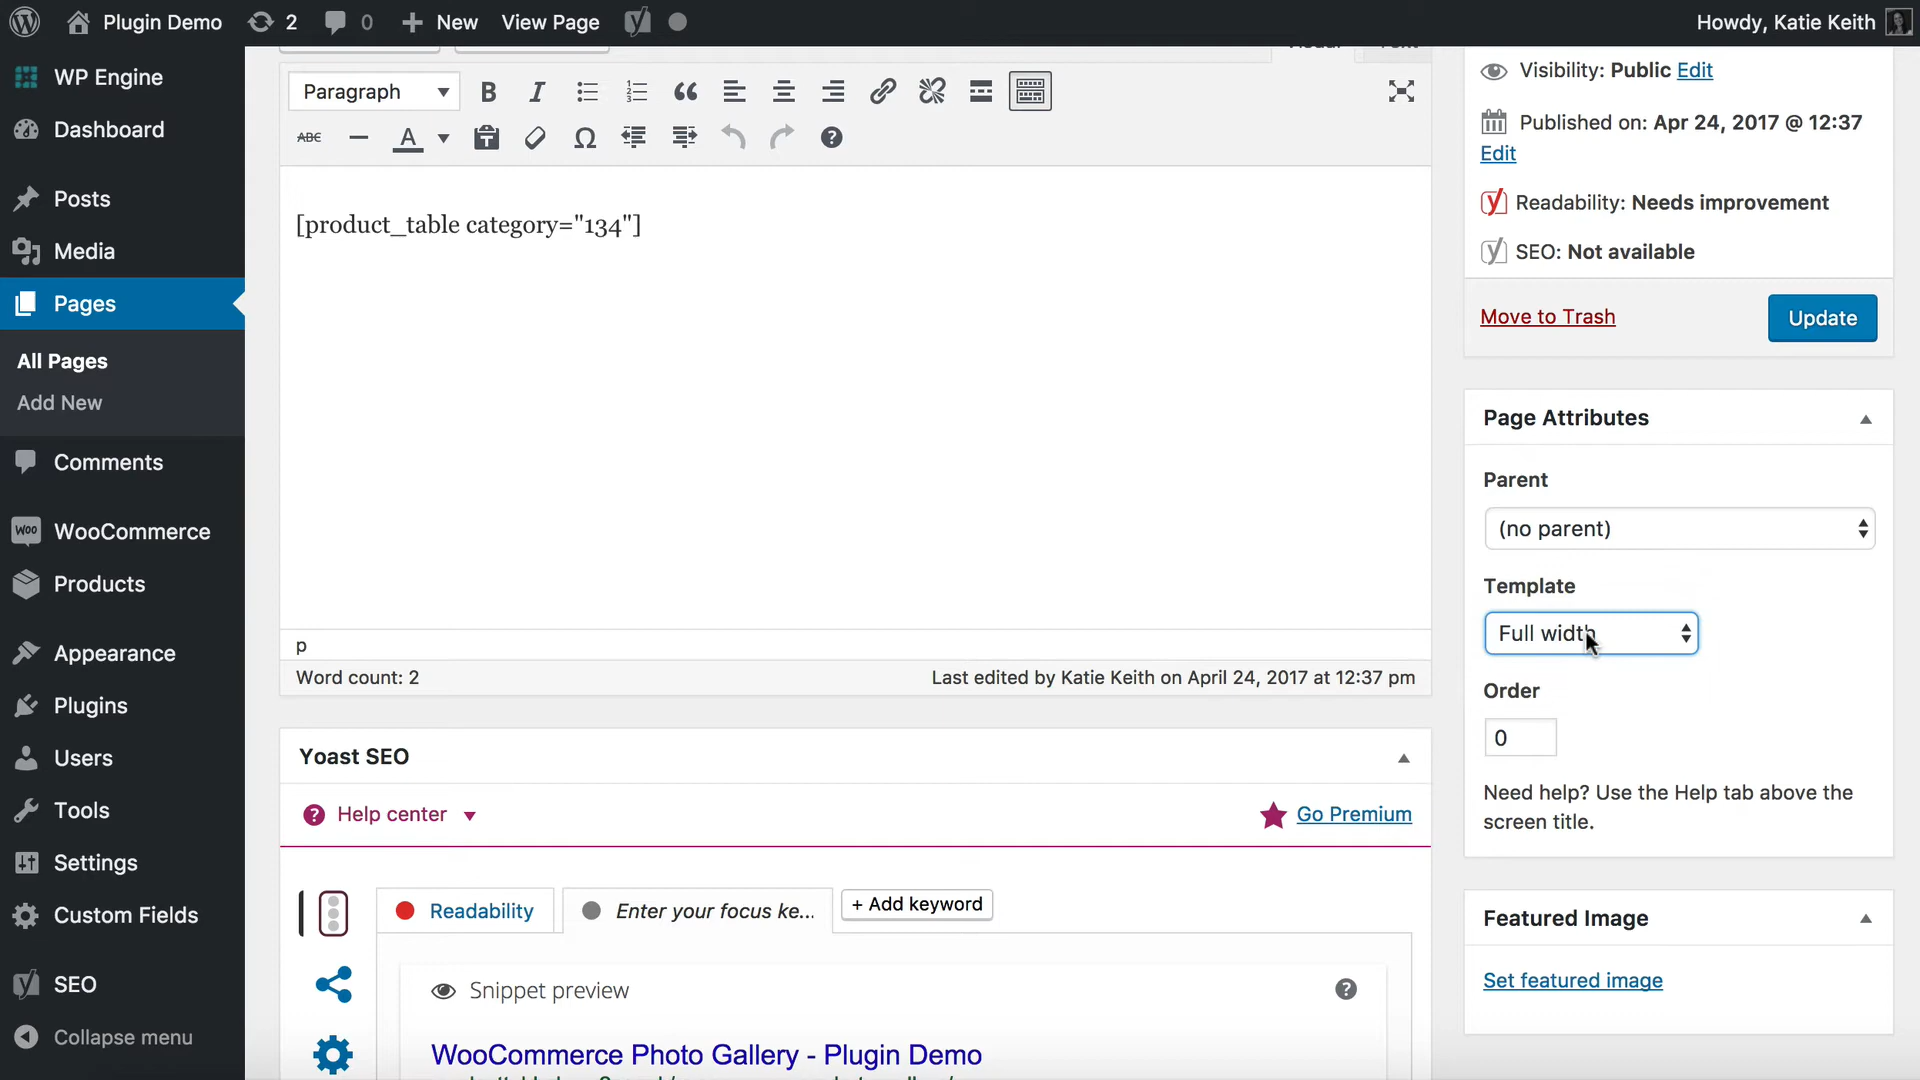 Plugin Demo 2 0 + New View Page Howdy, Katie Keith
WP Engine
Dashboard
Posts
Media
Pages
All Pages
Add New
Comments
WooCommerce
Products
Appearance
Plugins
Users
Tools
Settings
Custom Fields
SEO
Collapse menu
Paragraph B I
ABC A
[product_table category="134"]
p
Word count: 2 Last edited by Katie Keith on April 24, 2017 at 12:37 pm
Yoast SEO
Help center Go Premium
Readability Enter your focus ke... + Add keyword
Snippet preview
WooCommerce Photo Gallery - Plugin Demo
Visibility: Public Edit
Published on: Apr 24, 2017 @ 12:37
Edit
Readability: Needs improvement
SEO: Not available
Move to Trash Update
Page Attributes
Parent
(no parent)
Template
Full width
Order
0
Need help? Use the Help tab above the
screen title.
Featured Image
Set featured image